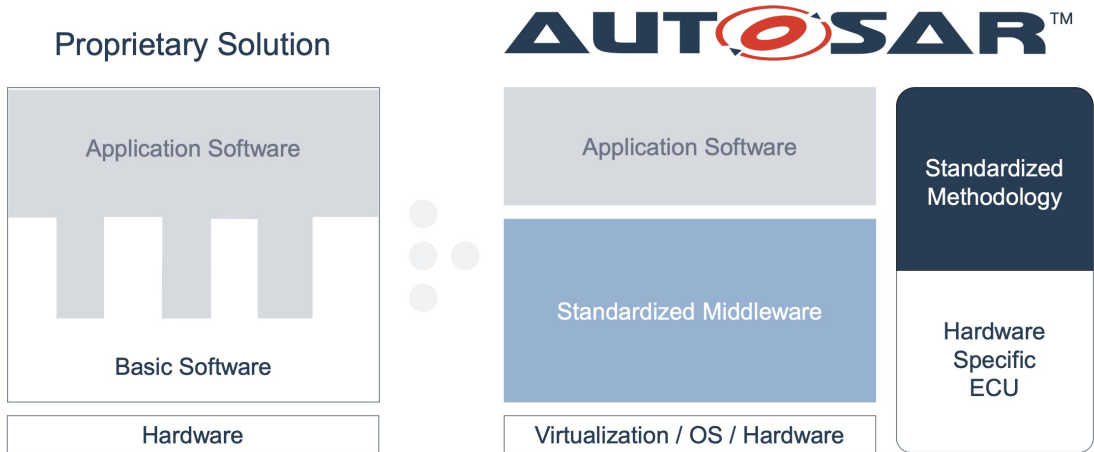 Proprietary Solution
AUTOSAR™
Application Software
Basic Software
Hardware
Application Software
Standardized Middleware
Virtualization / OS / Hardware
Standardized
Methodology
Hardware
Specific
ECU